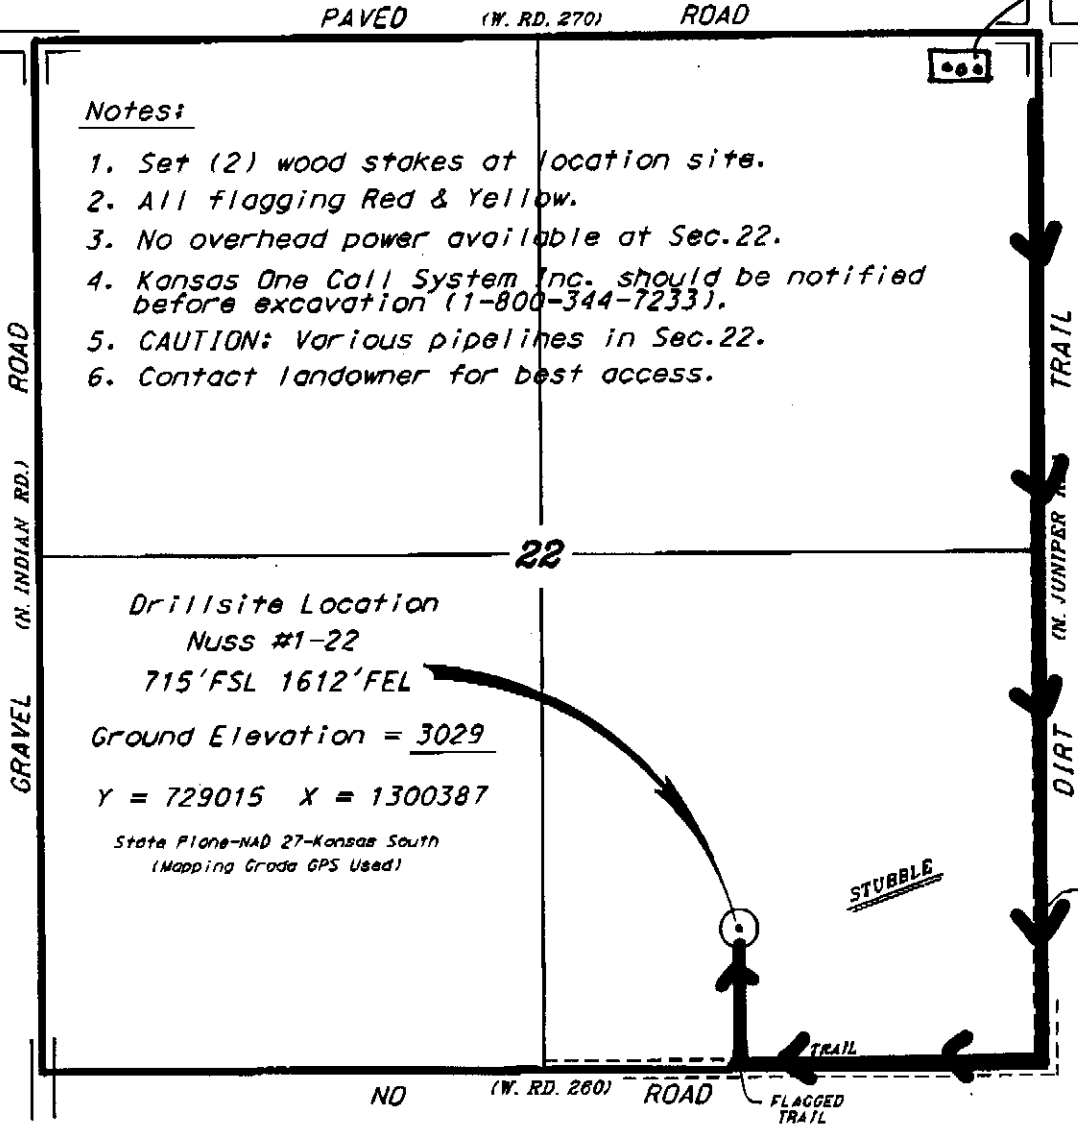 PAVED (W. RD. 270) ROAD
Notes:
1. Set (2) wood stakes at location site.
2. All flagging Red & Yellow.
3. No overhead power available at Sec.22.
4. Kansas One Call System Inc. should be notified
before excavation (1-800-344-7233).
5. CAUTION: Various pipelines in Sec.22.
6. Contact landowner for best access.
GRAVEL (N. INDIAN RD.) ROAD
DIRT (N. JUNIPER TRAIL
22
Drillsite Location
Nuss #1-22
715'FSL 1612'FEL
Ground Elevation = 3029
Y = 729015 X = 1300387
State Plane-NAD 27-Kansas South
(Mapping Grade GPS Used)
STUBBLE
TRAIL
NO (W. RD. 260) ROAD
FLAGGED
TRAIL